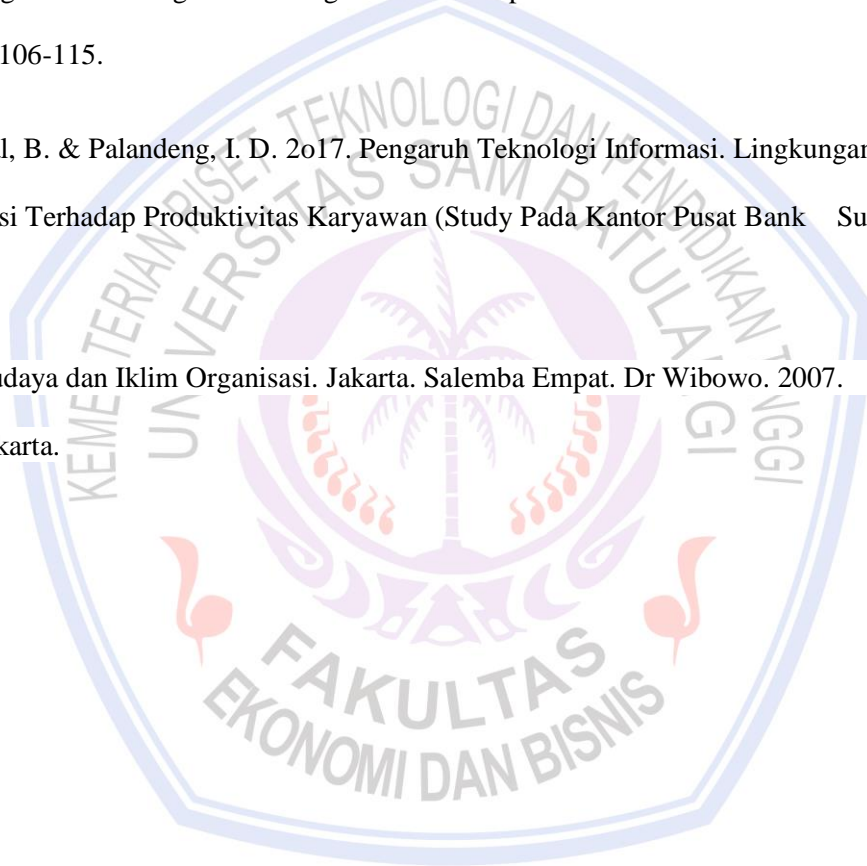 106-115.
l, B. & Palandeng, I. D. 2o17. Pengaruh Teknologi Informasi. Lingkungan
si Terhadap Produktivitas Karyawan (Study Pada Kantor Pusat Bank Su
udaya dan Iklim Organisasi. Jakarta. Salemba Empat. Dr Wibowo. 2007.
karta.
KEMENTERIAN RISET TEKNOLOGI DAN PENDIDIKAN TINGGI
UNIVERSITAS SAM RATULANGI
FAKULTAS
EKONOMI DAN BISNIS